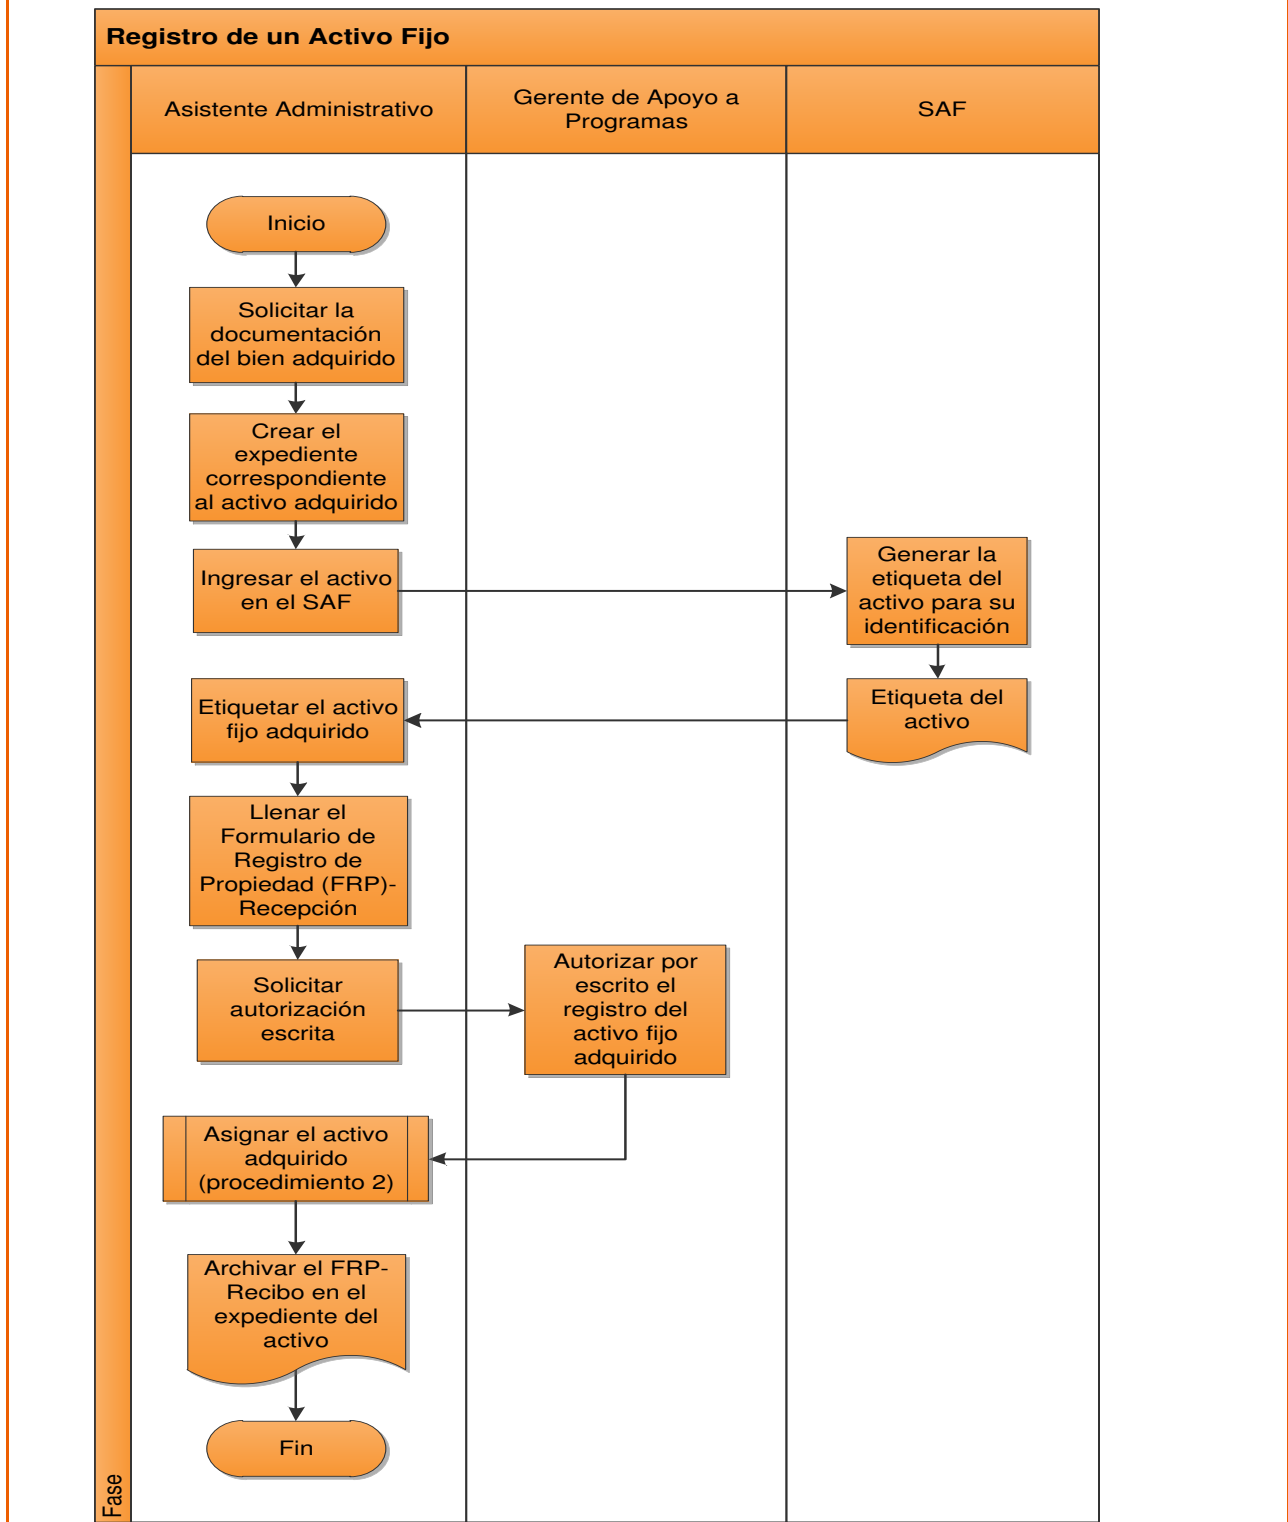 Registro de un Activo Fijo
Asistente Administrativo
Gerente de Apoyo a
Programas
SAF
Inicio
Solicitar la
documentación
del bien adquirido
Crear el
expediente
correspondiente
al activo adquirido
Ingresar el activo
en el SAF
Generar la
etiqueta del
activo para su
identificación
Etiqueta del
activo
Etiquetar el activo
fijo adquirido
Llenar el
Formulario de
Registro de
Propiedad (FRP)-
Recepción
Solicitar
autorización
escrita
Autorizar por
escrito el
registro del
activo fijo
adquirido
Asignar el activo
adquirido
(procedimiento 2)
Archivar el FRP-
Recibo en el
expediente del
activo
Fin
Fase